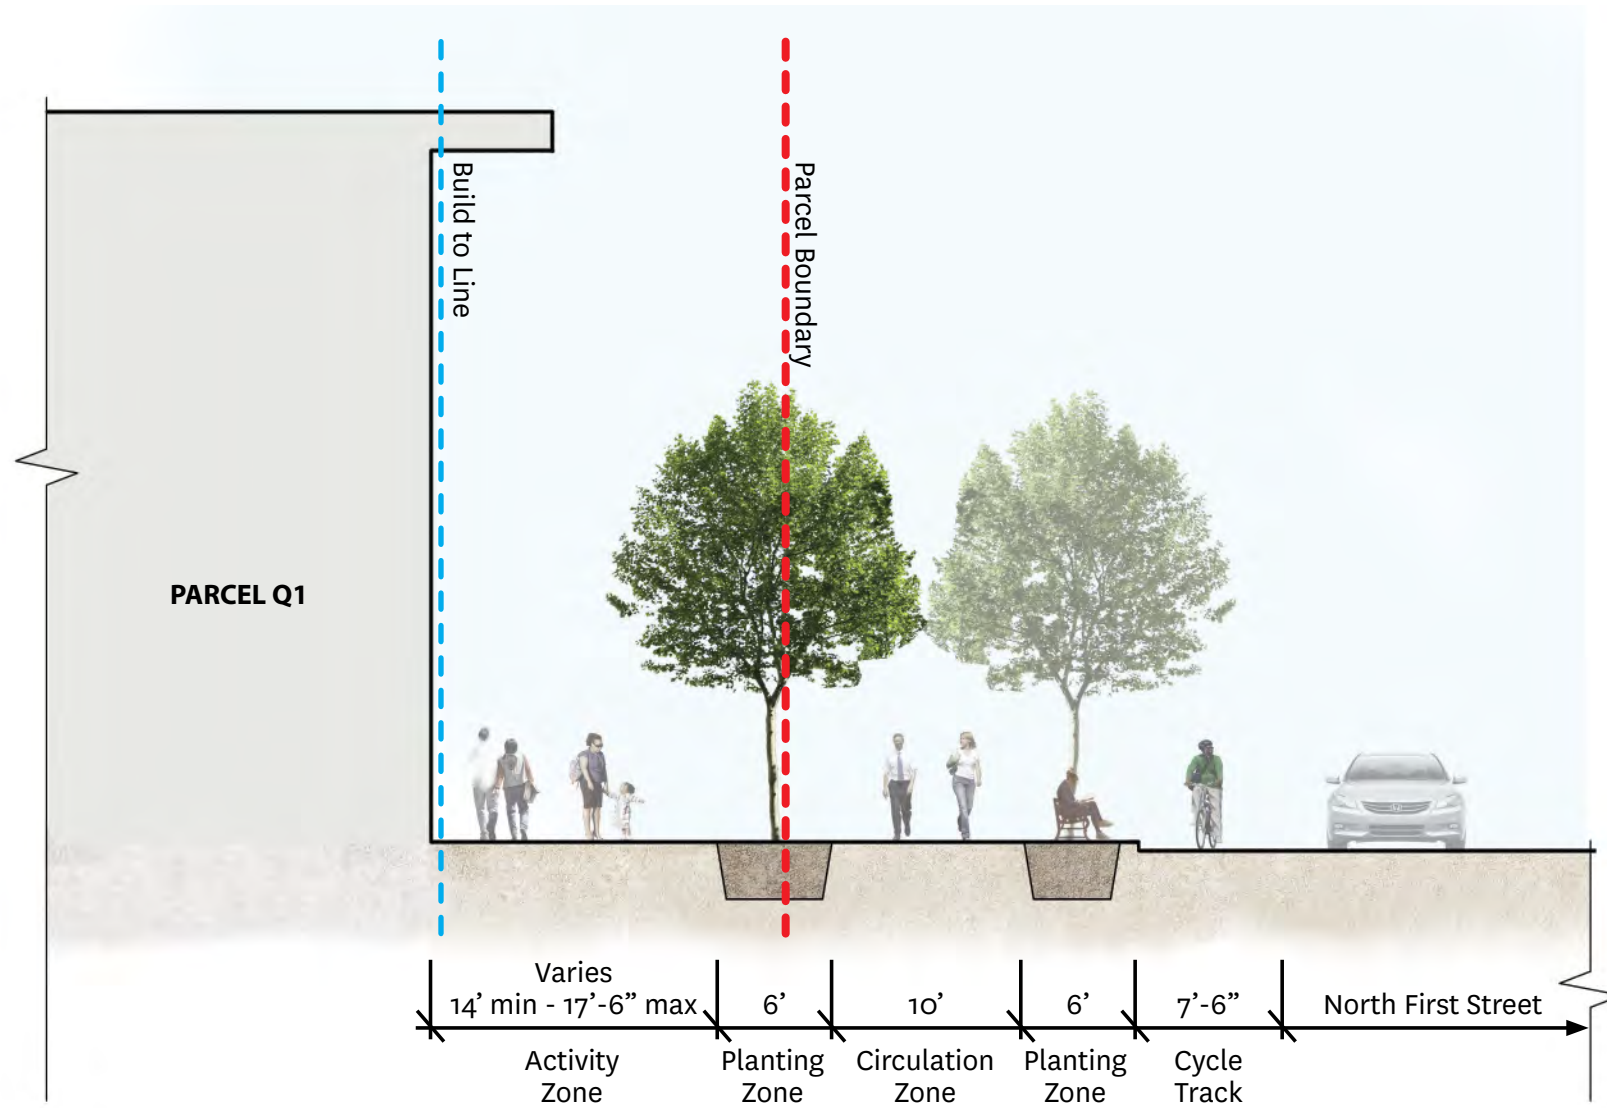 Build to Line
Parcel Boundary
PARCEL Q1
Varies
14’ min - 17’-6” max
6’
10’
6’
7’-6”
North First Street
Activity
Zone
Planting
Zone
Circulation
Zone
Planting
Zone
Cycle
Track